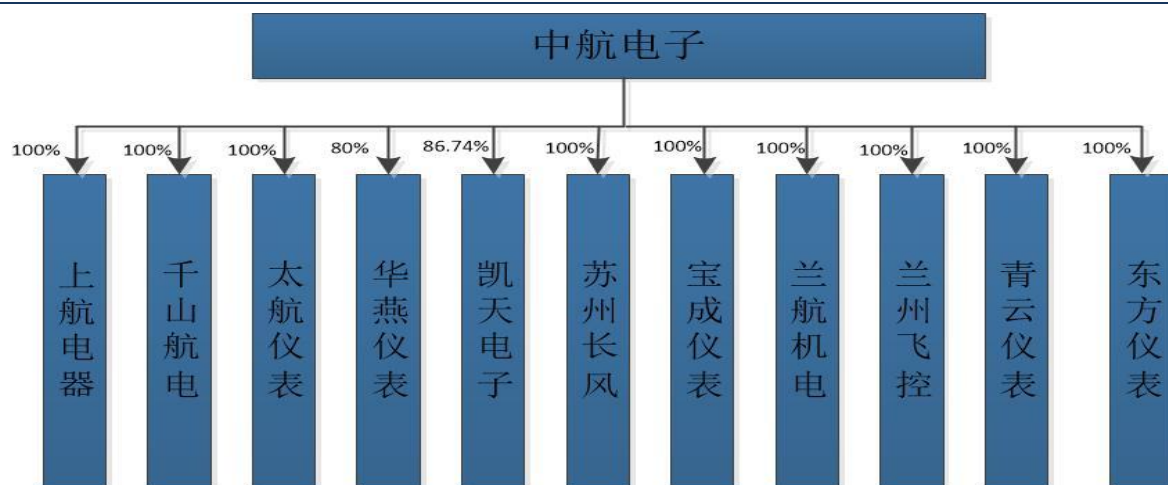 中航电子
100%
100%
100%
80%
86.74%
100%
100%
100%
100%
100%
100%
上航电器
千山航电
太航仪表
华燕仪表
凯天电子
苏州长风
宝成仪表
兰航机电
兰州飞控
青云仪表
东方仪表